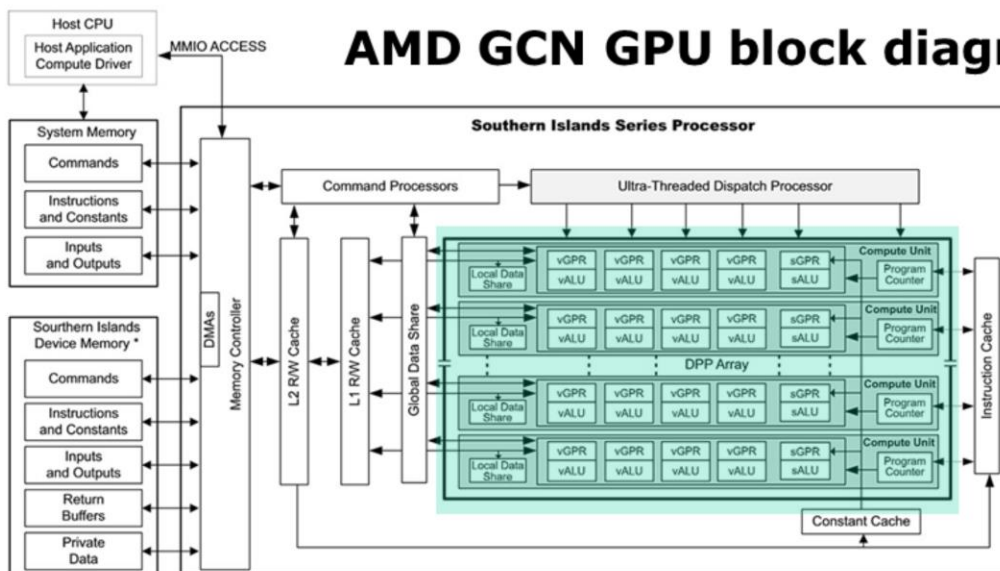 AMD GCN GPU block diagr
Host CPU
Host Application
Compute Driver
MMIO ACCESS
System Memory
Commands
Instructions
and Constants
Inputs
and Outputs
Sourthern Islands
Device Memory *
Commands
Instructions
and Constants
Inputs
and Outputs
Return
Buffers
Private
Data
Southern Islands Series Processor
DMAs
Memory Controller
Command Processors
Ultra-Threaded Dispatch Processor
L2 R/W Cache
L1 R/W Cache
Global Data Share
Compute Unit
Local Data
Share
vGPR vGPR vGPR vGPR sGPR
vALU vALU vALU vALU sALU
Program
Counter
Compute Unit
Local Data
Share
vGPR vGPR vGPR vGPR sGPR
vALU vALU vALU vALU sALU
Program
Counter
DPP Array
Compute Unit
Local Data
Share
vGPR vGPR vGPR vGPR sGPR
vALU vALU vALU vALU sALU
Program
Counter
Compute Unit
Local Data
Share
vGPR vGPR vGPR vGPR sGPR
vALU vALU vALU vALU sALU
Program
Counter
Instruction Cache
Constant Cache